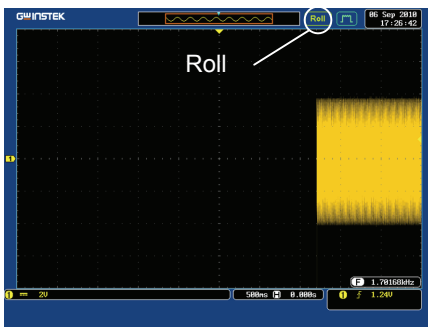 GWINSTEK
Roll
06 Sep 2010
17:26:42
Roll
1
F 1.70168kHz
1 2V
500ms H 0.000s
1 1.24V